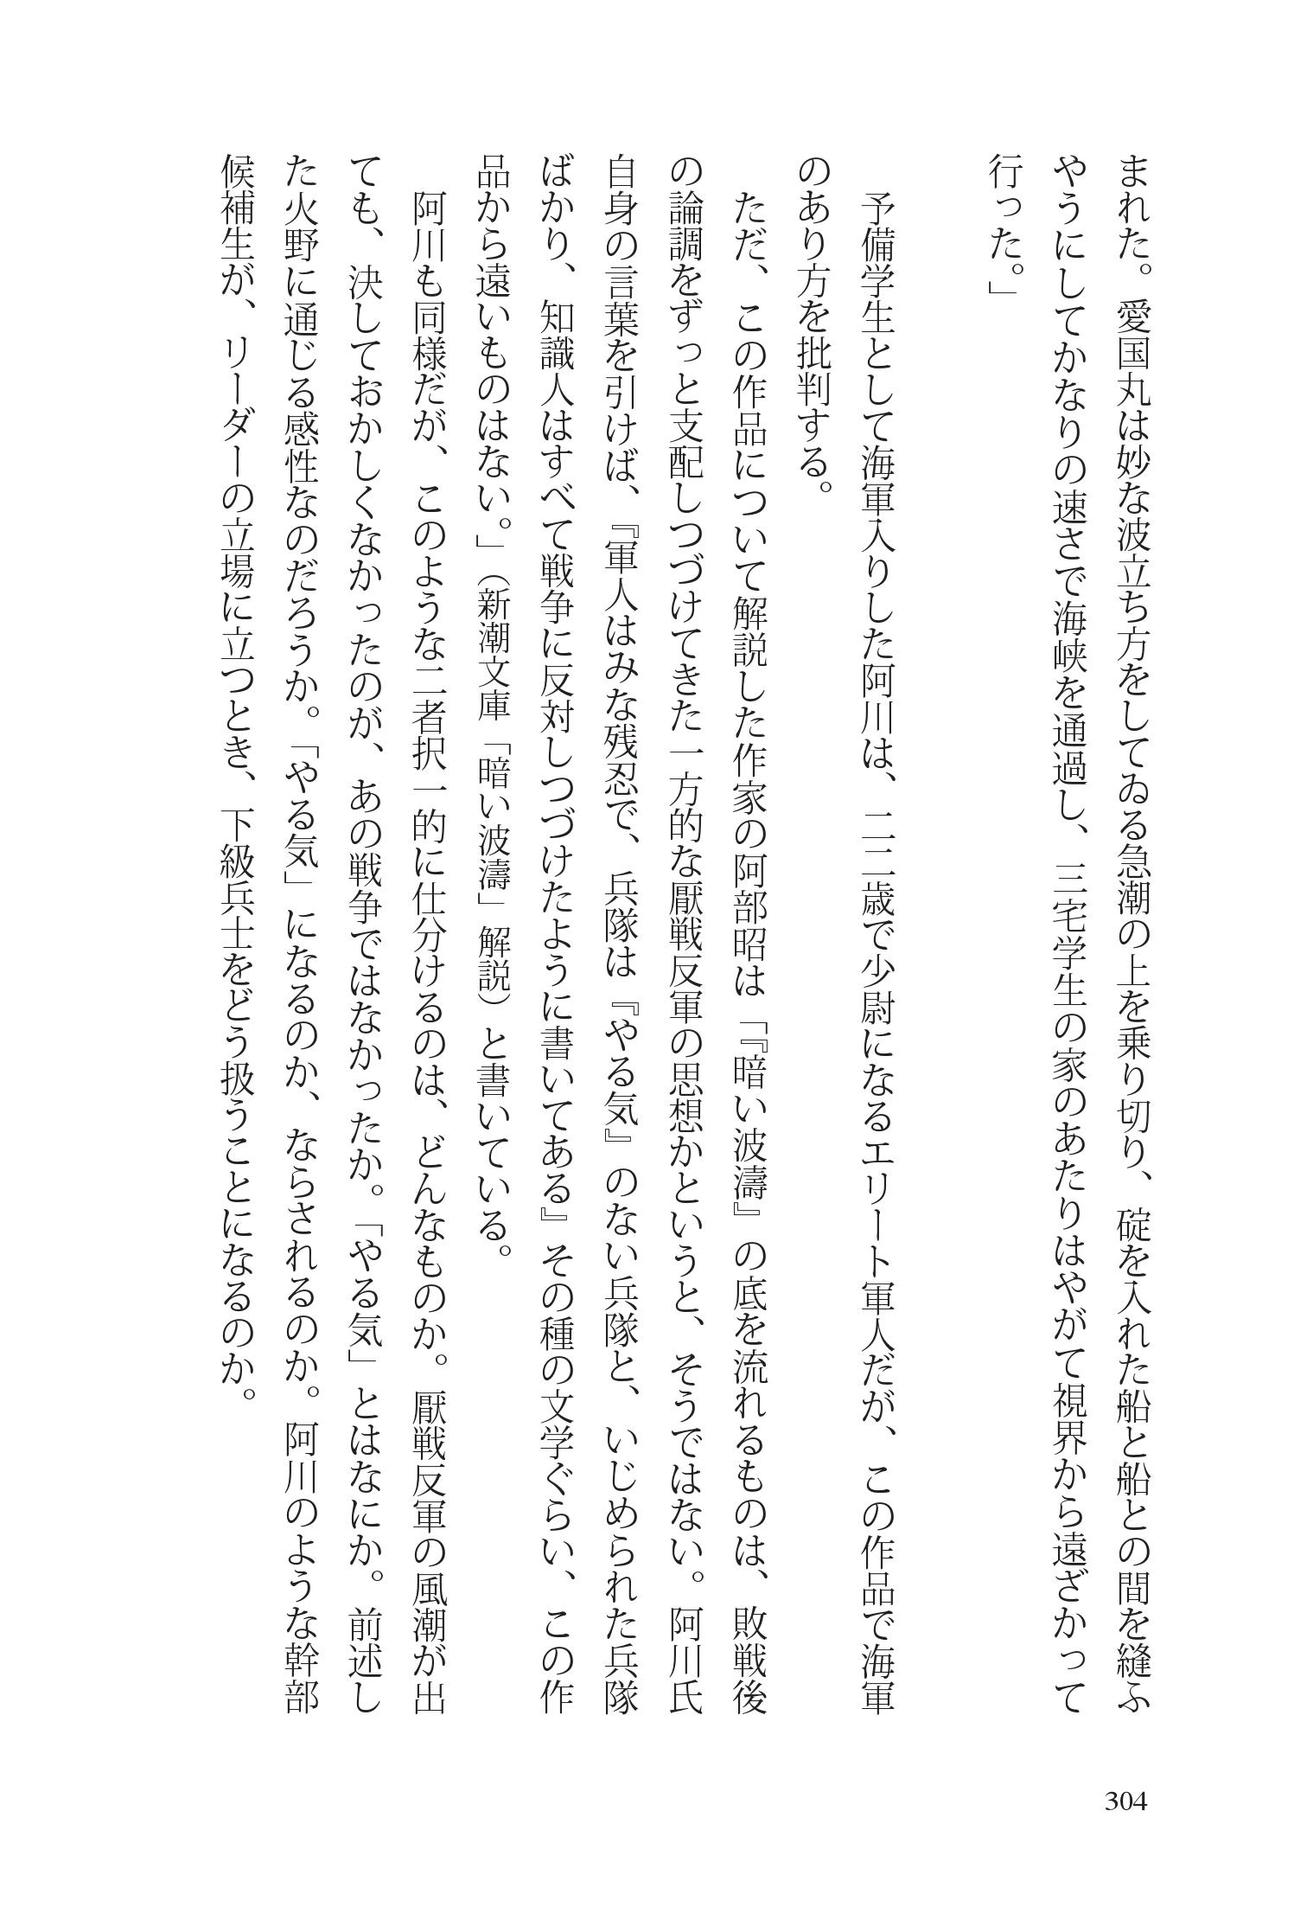 まれた。愛国丸は妙な波立ち方をしてゐる急潮の上を乗り切り、碇を入れた船と船との間を縫ふ
やうにしてかなりの速さで海峡を通過し、三宅学生の家のあたりはやがて視界から遠ざかって
行った。」
予備学生として海軍入りした阿川は、二二歳で少尉になるエリート軍人だが、この作品で海軍
のあり方を批判する。
ただ、この作品について解説した作家の阿部昭は「『暗い波濤』の底を流れるものは、敗戦後
の論調をずっと支配しつづけてきた一方的な厭戦反軍の思想かというと、そうではない。阿川氏
自身の言葉を引けば、『軍人はみな残忍で、兵隊は『やる気』のない兵隊と、いじめられた兵隊
ばかり、知識人はすべて戦争に反対しつづけたように書いてある』その種の文学ぐらい、この作
品から遠いものはない。」（新潮文庫「暗い波濤」解説）と書いている。
阿川も同様だが、このような二者択一的に仕分けるのは、どんなものか。厭戦反軍の風潮が出
ても、決しておかしくなかったのが、あの戦争ではなかったか。「やる気」とはなにか。前述し
た火野に通じる感性なのだろうか。「やる気」になるのか、ならされるのか。阿川のような幹部
候補生が、リーダーの立場に立つとき、下級兵士をどう扱うことになるのか。
304